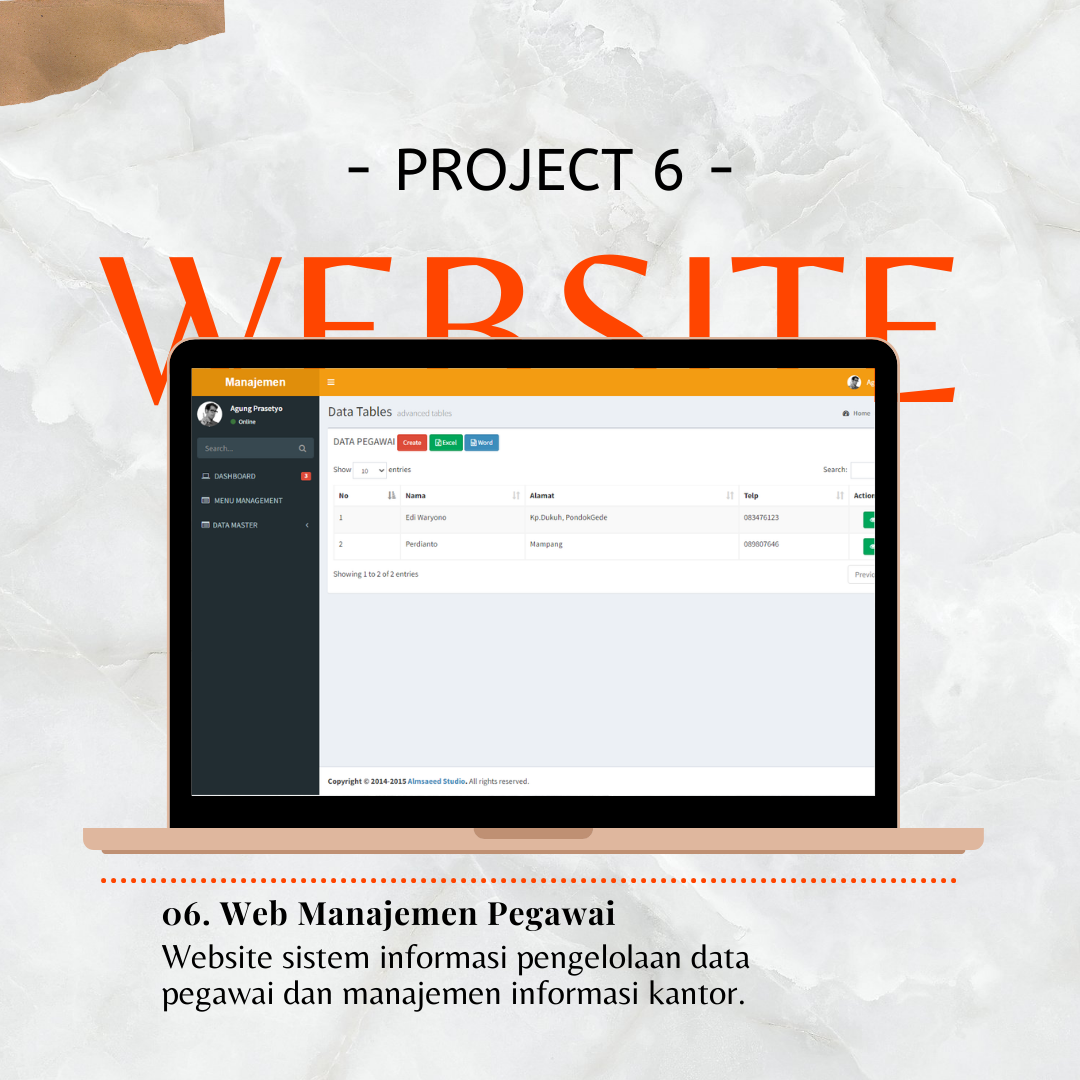 - PROJECT 6 -
WEBSITE
Manajemen
Agung Prasetyo
Online
Search...
DASHBOARD 3
MENU MANAGEMENT
DATA MASTER
Data Tables advanced tables
Home
DATA PEGAWAI Create Excel Word
Show 10 entries
Search:
No Nama Alamat Telp Action
1 Edi Waryono Kp.Dukuh, PondokGede 083476123
2 Perdianto Mampang 089807646
Showing 1 to 2 of 2 entries
Copyright © 2014-2015 Almsaeed Studio. All rights reserved.
06. Web Manajemen Pegawai
Website sistem informasi pengelolaan data
pegawai dan manajemen informasi kantor.